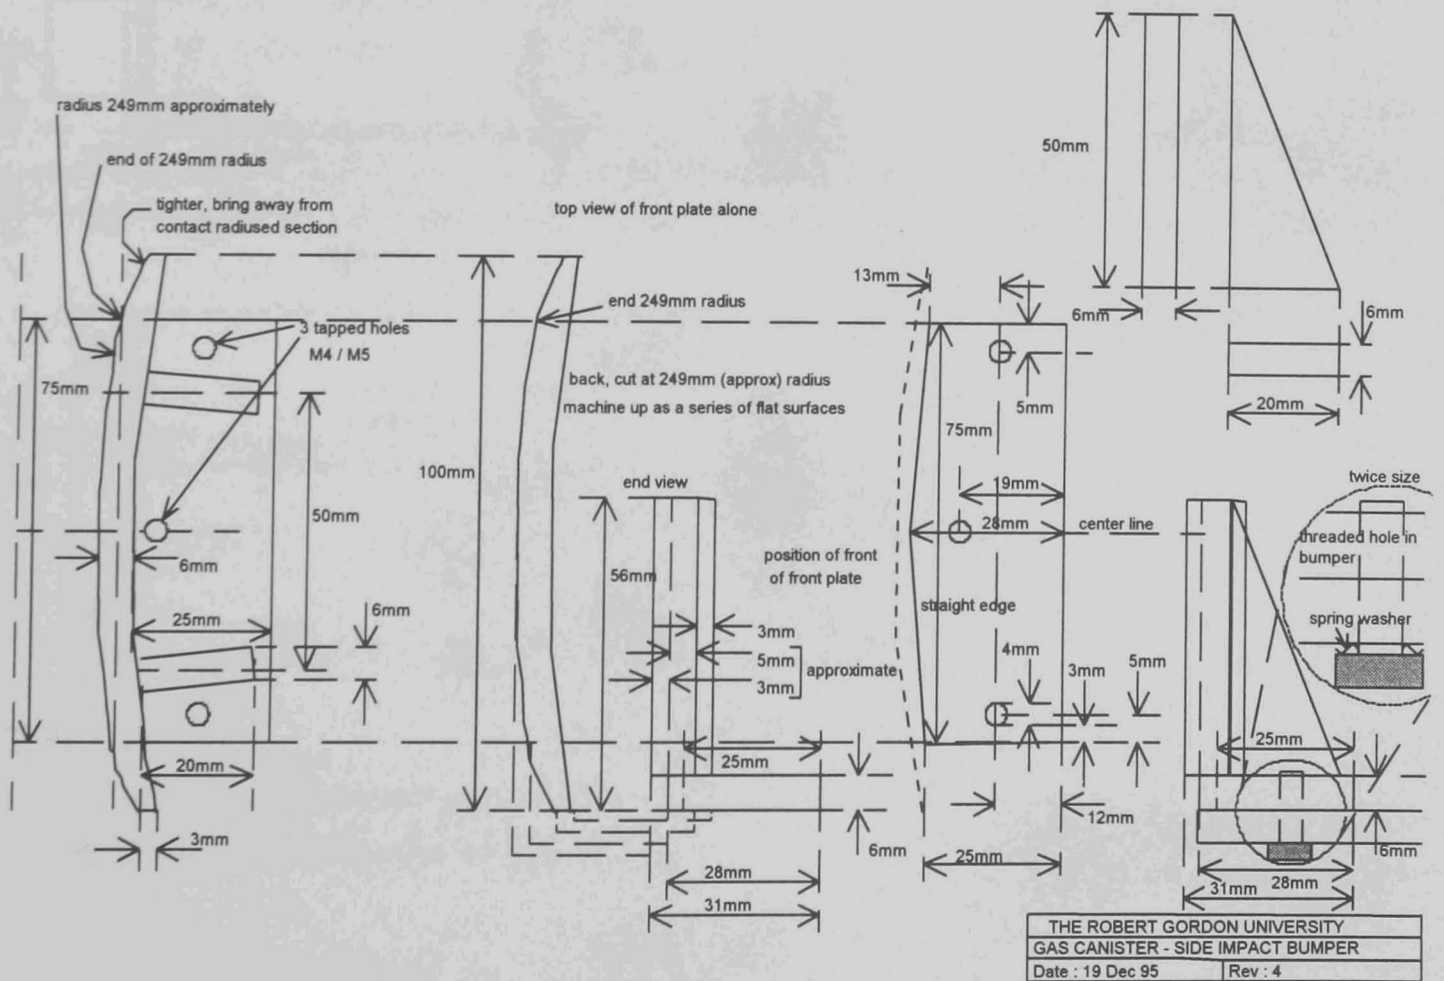 radius 249mm approximately
end of 249mm radius
tighter, bring away from
contact radiused section
3 tapped holes
M4 / M5
75mm
50mm
6mm
25mm
6mm
20mm
3mm
top view of front plate alone
end 249mm radius
back, cut at 249mm (approx) radius
machine up as a series of flat surfaces
100mm
end view
56mm
3mm
5mm
3mm
approximate
25mm
6mm
28mm
31mm
position of front
of front plate
13mm
5mm
75mm
19mm
28mm
center line
straight edge
4mm
3mm
5mm
12mm
25mm
50mm
6mm
6mm
20mm
twice size
threaded hole in
bumper
spring washer
25mm
6mm
28mm
31mm
THE ROBERT GORDON UNIVERSITY
GAS CANISTER - SIDE IMPACT BUMPER
Date : 19 Dec 95
Rev : 4